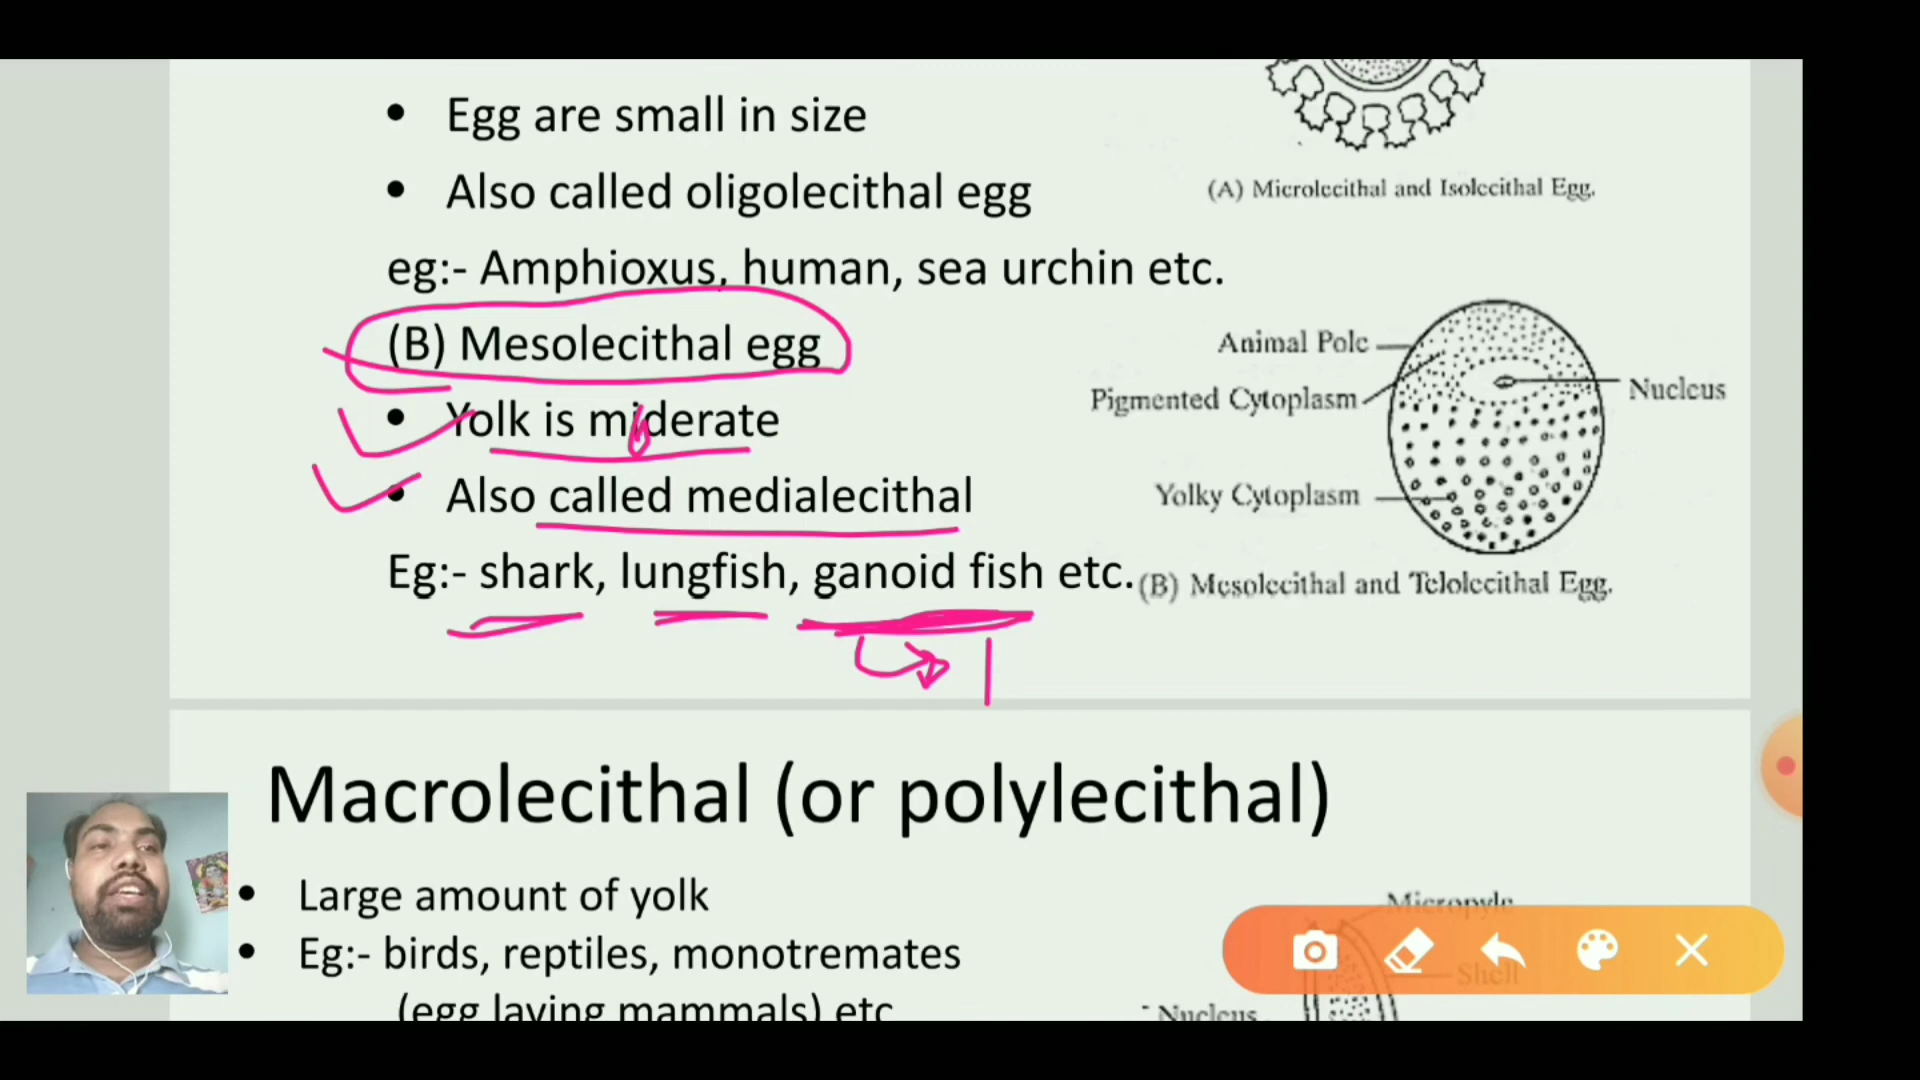 • Egg are small in size
• Also called oligolecithal egg
eg:- Amphioxus, human, sea urchin etc.
(A) Microlecithal and Isolecithal Egg.
(B) Mesolecithal egg
• Yolk is miderate
• Also called medialecithal
Eg:- shark, lungfish, ganoid fish etc.
Animal Pole
Pigmented Cytoplasm
Nucleus
Yolky Cytoplasm
(B) Mesolecithal and Telolecithal Egg.
Macrolecithal (or polylecithal)
• Large amount of yolk
• Eg:- birds, reptiles, monotremates
(egg laying mammals) etc
Micropyle
Shell
Nucleus